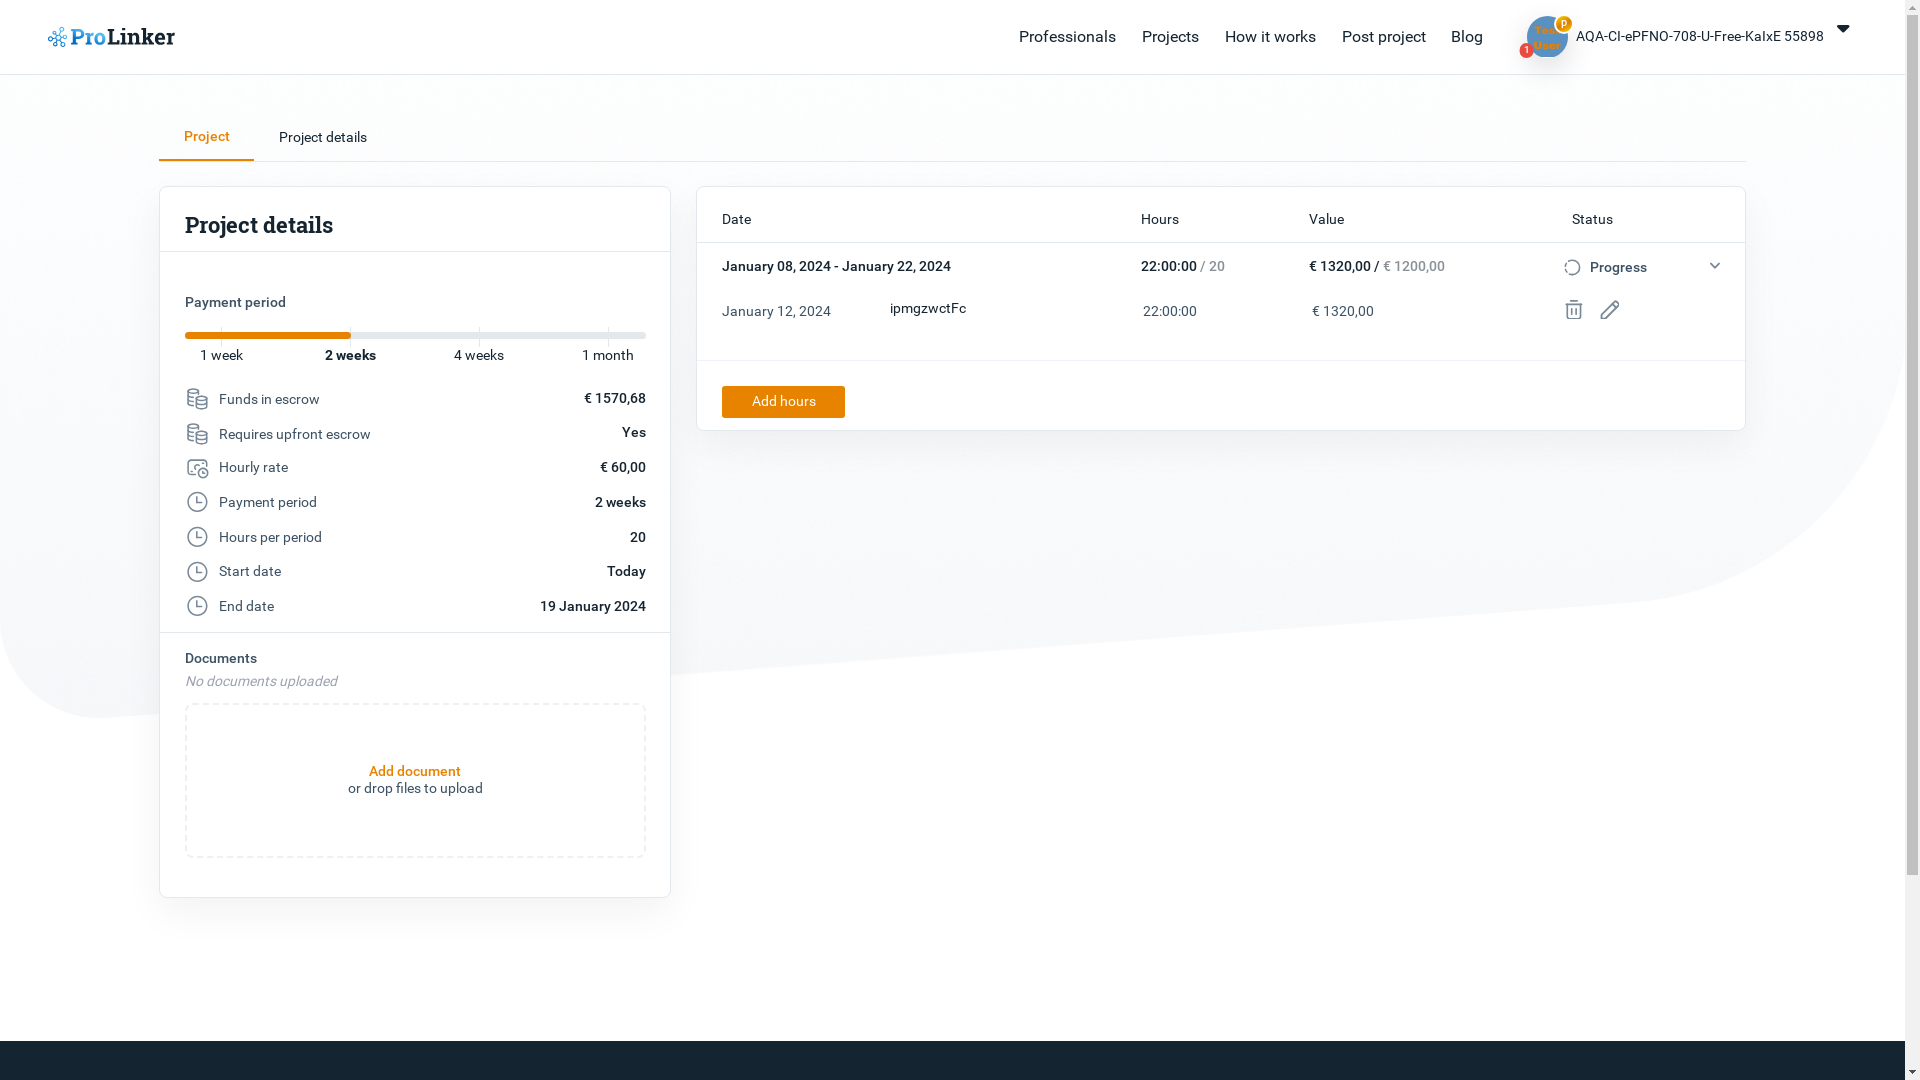 ProLinker
Professionals
Projects
How it works
Post project
Blog
Test User
p
1
AQA-CI-ePFNO-708-U-Free-KaIxE 55898
Project
Project details
Project details
Payment period
1 week
2 weeks
4 weeks
1 month
Funds in escrow € 1570,68
Requires upfront escrow Yes
Hourly rate € 60,00
Payment period 2 weeks
Hours per period 20
Start date Today
End date 19 January 2024
Documents
No documents uploaded
Add document
or drop files to upload
Date Hours Value Status
January 08, 2024 - January 22, 2024 22:00:00 / 20 € 1320,00 / € 1200,00 Progress
January 12, 2024 ipmgzwctFc 22:00:00 € 1320,00
Add hours